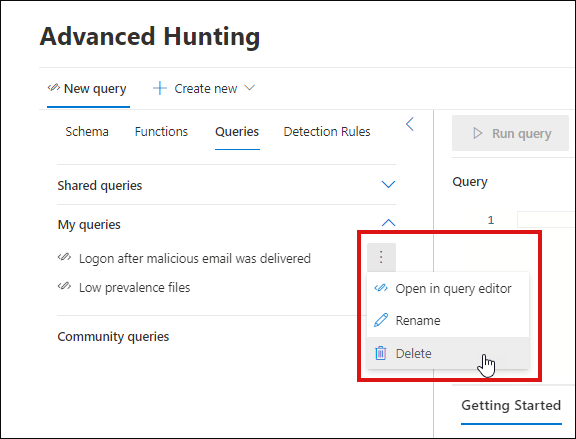 Advanced Hunting
New query
Create new
Schema Functions Queries Detection Rules
Run query
Shared queries
Query
My queries
1
Logon after malicious email was delivered
Open in query editor
Low prevalence files
Rename
Community queries
Delete
Getting Started